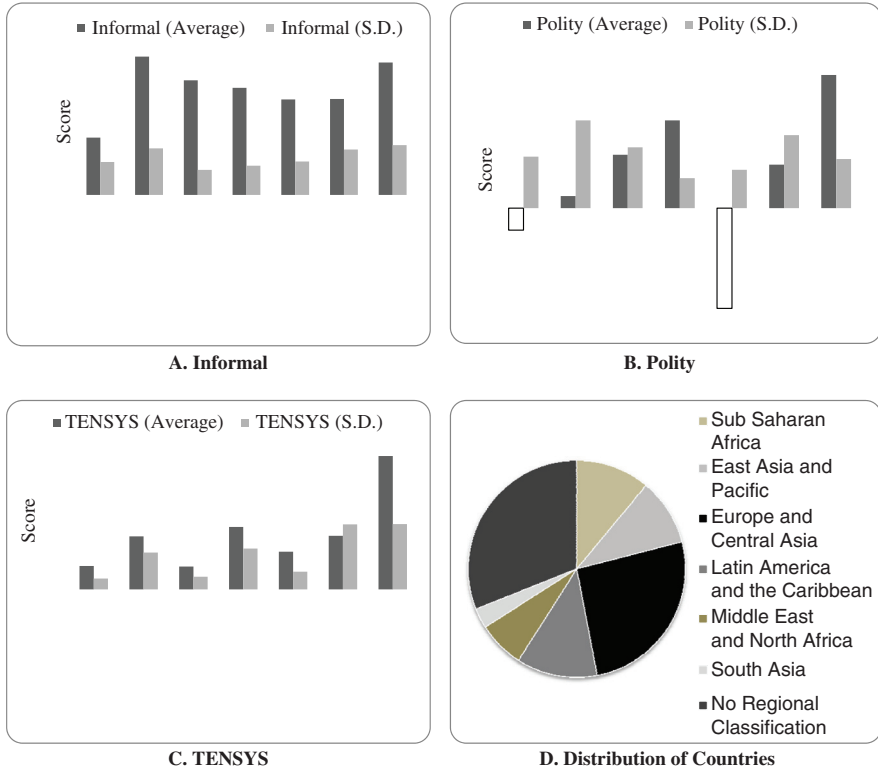 Informal (Average) Informal (S.D.)
Score
A. Informal
Polity (Average) Polity (S.D.)
Score
B. Polity
TENSYS (Average) TENSYS (S.D.)
Score
C. TENSYS
Sub Saharan
Africa
East Asia and
Pacific
Europe and
Central Asia
Latin America
and the Caribbean
Middle East
and North Africa
South Asia
No Regional
Classification
D. Distribution of Countries